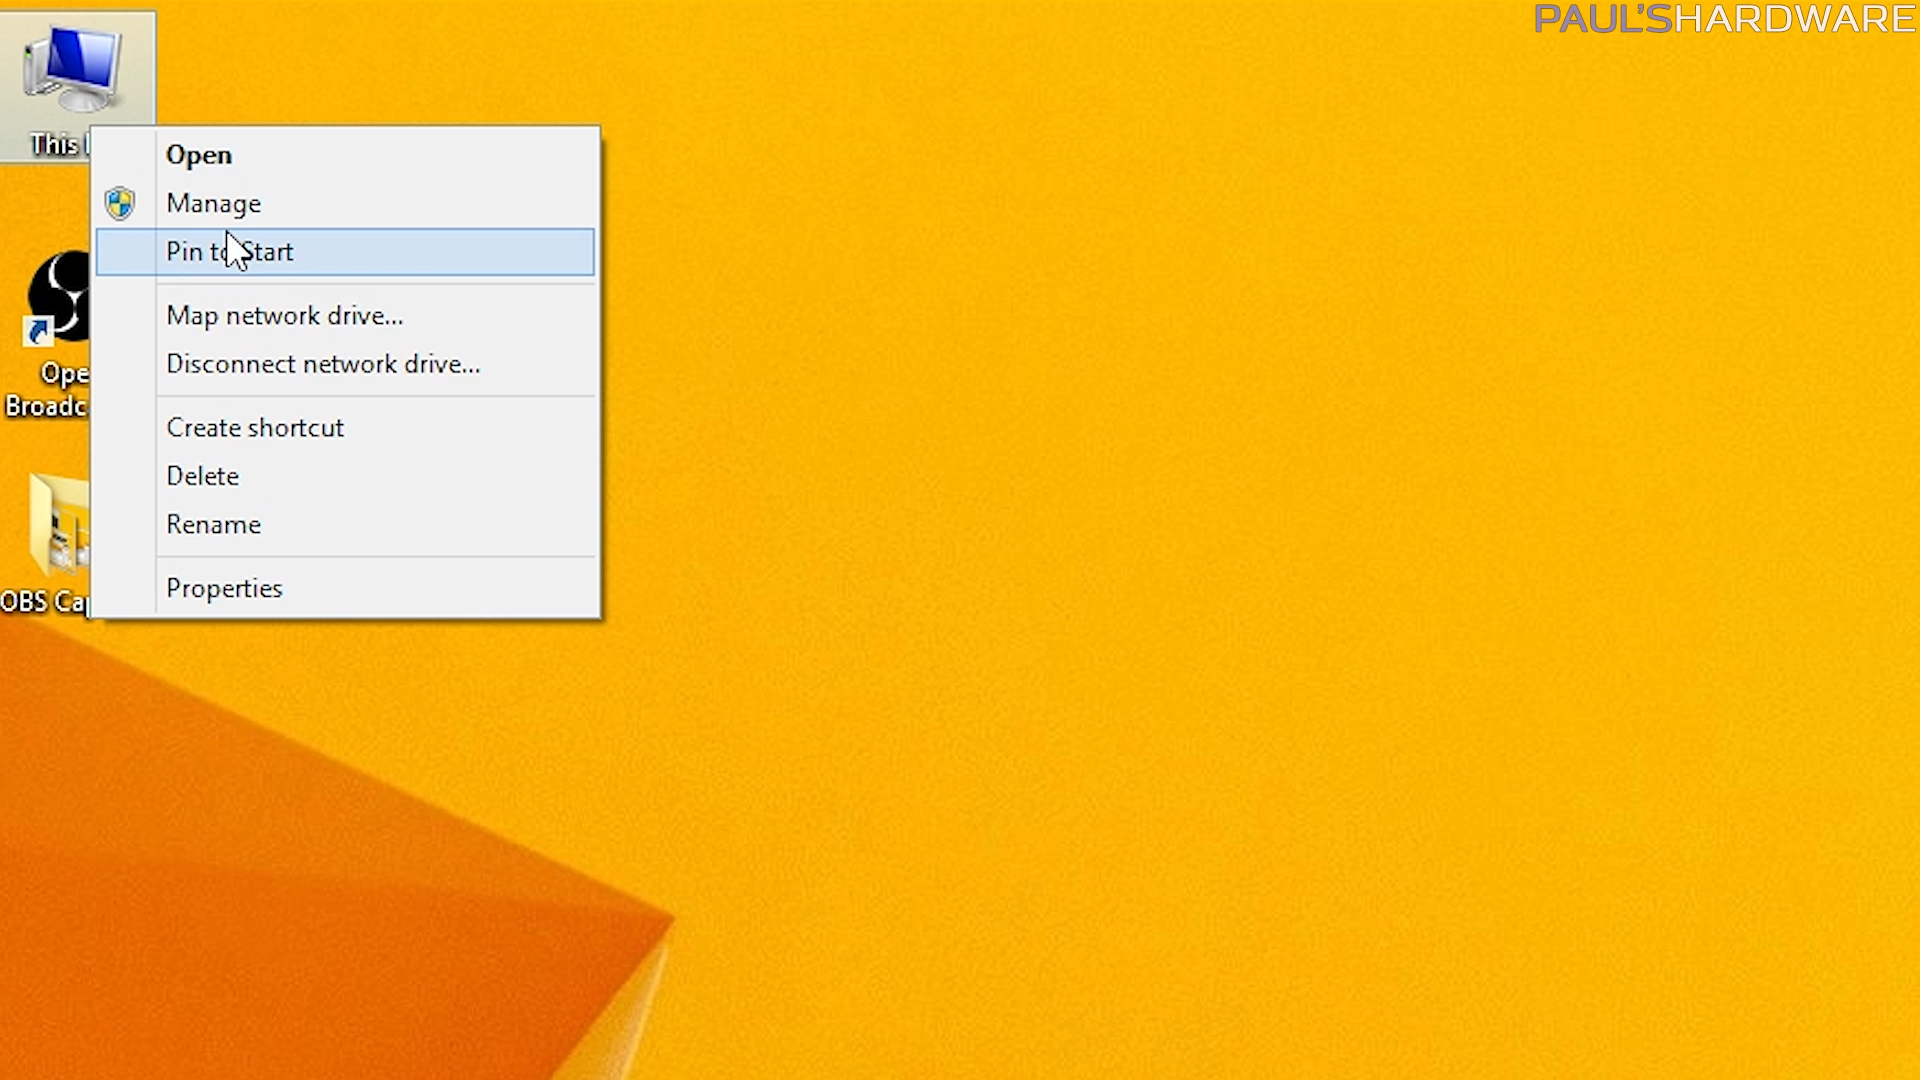 PAUL'SHARDWARE
This
Open
Manage
Pin to Start
Map network drive...
Disconnect network drive...
Create shortcut
Delete
Rename
Properties
Ope
Broadc
OBS Cap